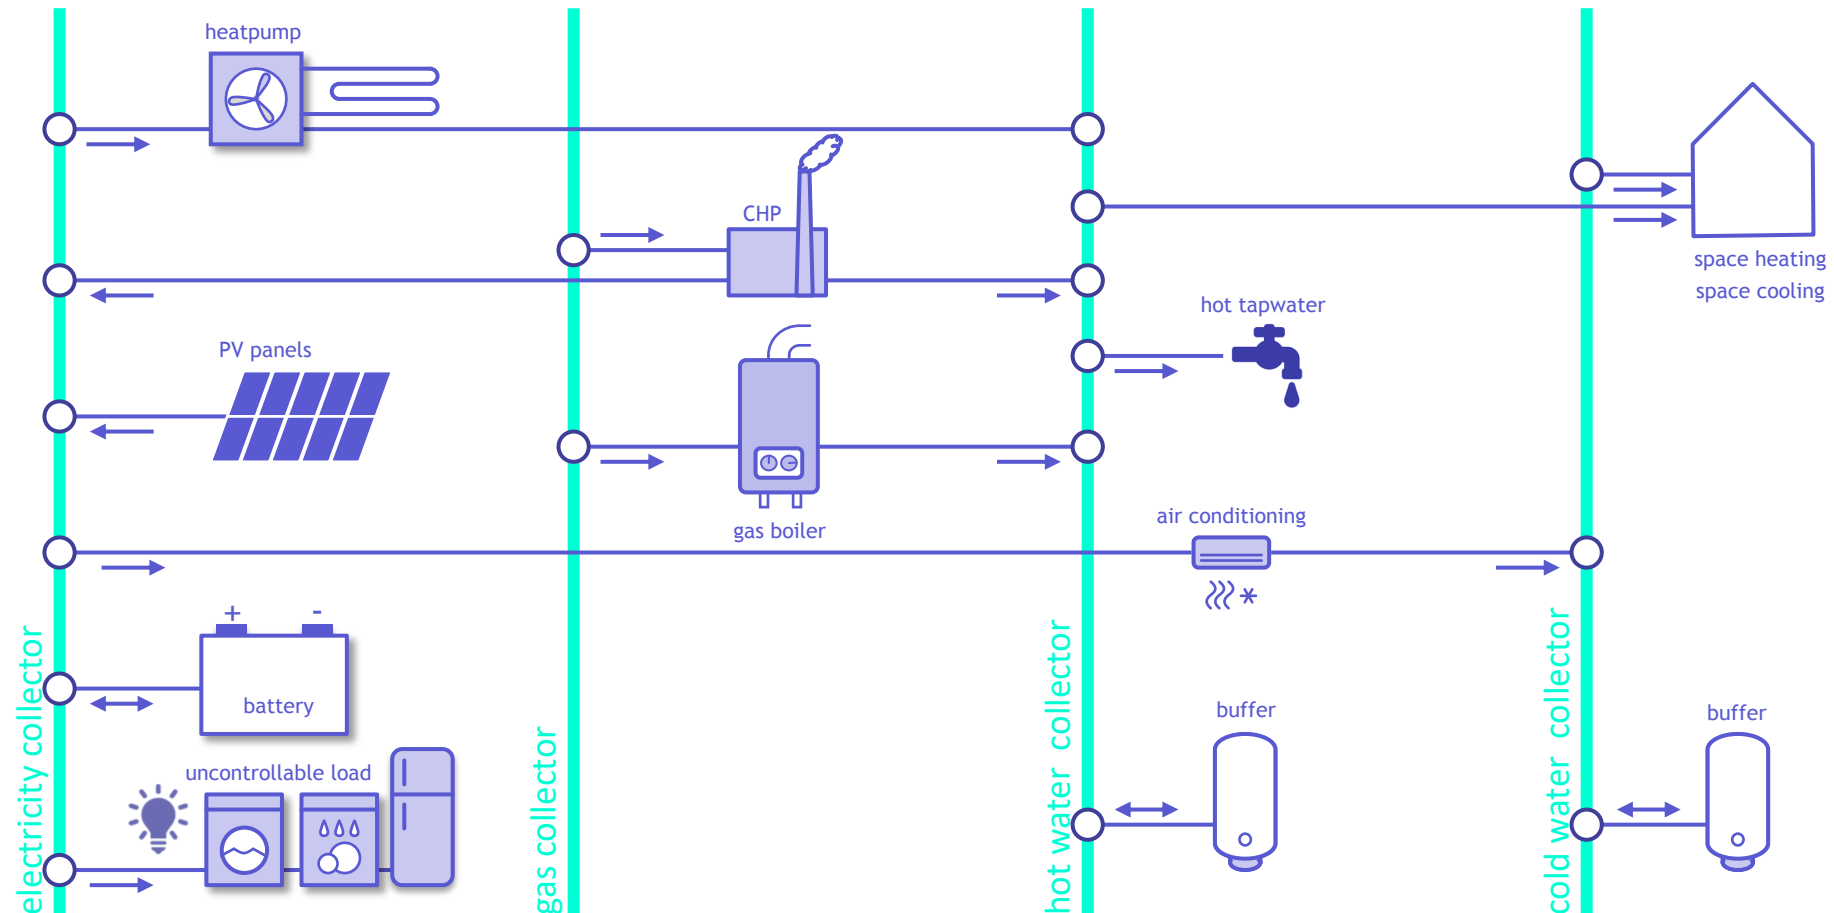 heatpump
CHP
space heating
space cooling
hot tapwater
PV panels
gas boiler
air conditioning
+ -
battery
uncontrollable load
buffer
buffer
electricity collector
gas collector
hot water collector
cold water collector